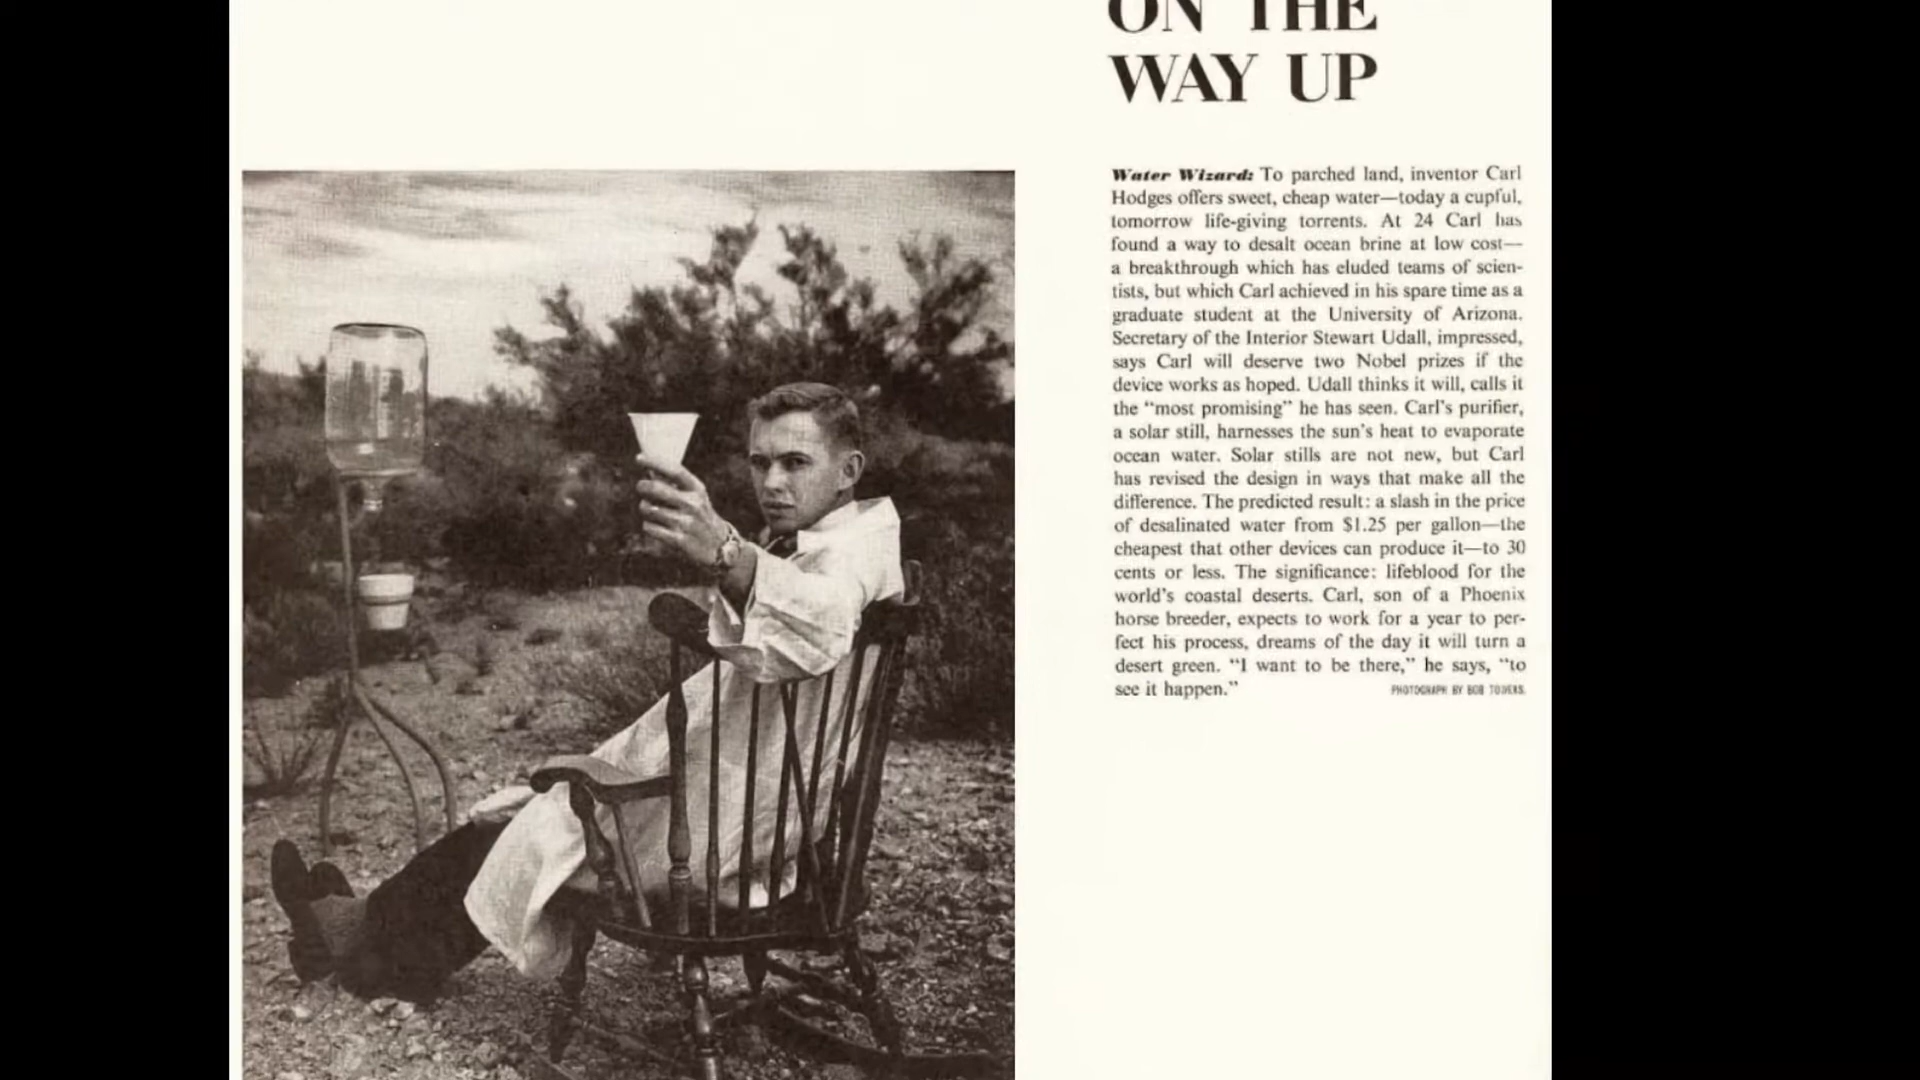 ON THE
WAY UP
Water Wizard: To parched land, inventor Carl
Hodges offers sweet, cheap water—today a cupful,
tomorrow life-giving torrents. At 24 Carl has
found a way to desalt ocean brine at low cost—
a breakthrough which has eluded teams of scien-
tists, but which Carl achieved in his spare time as a
graduate student at the University of Arizona.
Secretary of the Interior Stewart Udall, impressed,
says Carl will deserve two Nobel prizes if the
device works as hoped. Udall thinks it will, calls it
the “most promising” he has seen. Carl's purifier,
a solar still, harnesses the sun's heat to evaporate
ocean water. Solar stills are not new, but Carl
has revised the design in ways that make all the
difference. The predicted result: a slash in the price
of desalinated water from $1.25 per gallon—the
cheapest that other devices can produce it—to 30
cents or less. The significance: lifeblood for the
world's coastal deserts. Carl, son of a Phoenix
horse breeder, expects to work for a year to per-
fect his process, dreams of the day it will turn a
desert green. “I want to be there,” he says, “to
see it happen.”
PHOTOGRAPH BY BOB TOWERS.